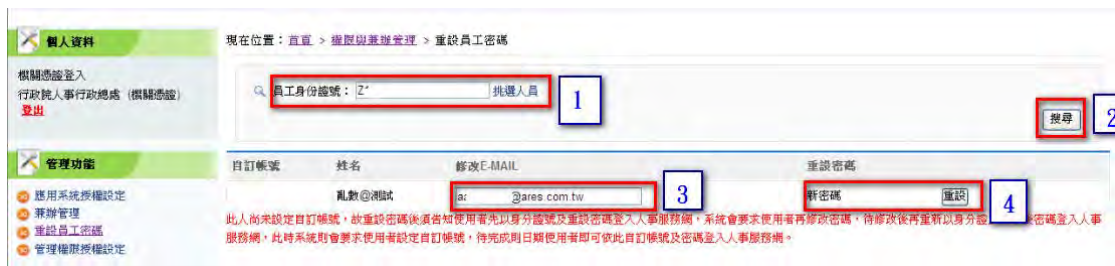 個人資料
現在位置：首頁 > 權限與兼辦管理 > 重設員工密碼
機關憑證登入
行政院人事行政總處 (機關憑證)
登出
員工身份證號： Z* 挑選人員
1
搜尋
2
管理功能
自訂帳號 姓名 修改E-MAIL 重設密碼
應用系統授權設定
兼辦管理
重設員工密碼
管理權限授權設定
亂數@測試 a: @ares.com.tw 新密碼 重設
3
4
此人尚未設定自訂帳號，故重設密碼後須告知使用者先以身分證號及重設密碼登入人事服務網，系統會要求使用者再修改密碼，待修改後再重新以身分證 密碼登入人事
服務網，此時系統則會要求使用者設定自訂帳號，待完成則日期使用者即可依此自訂帳號及密碼登入人事服務網。